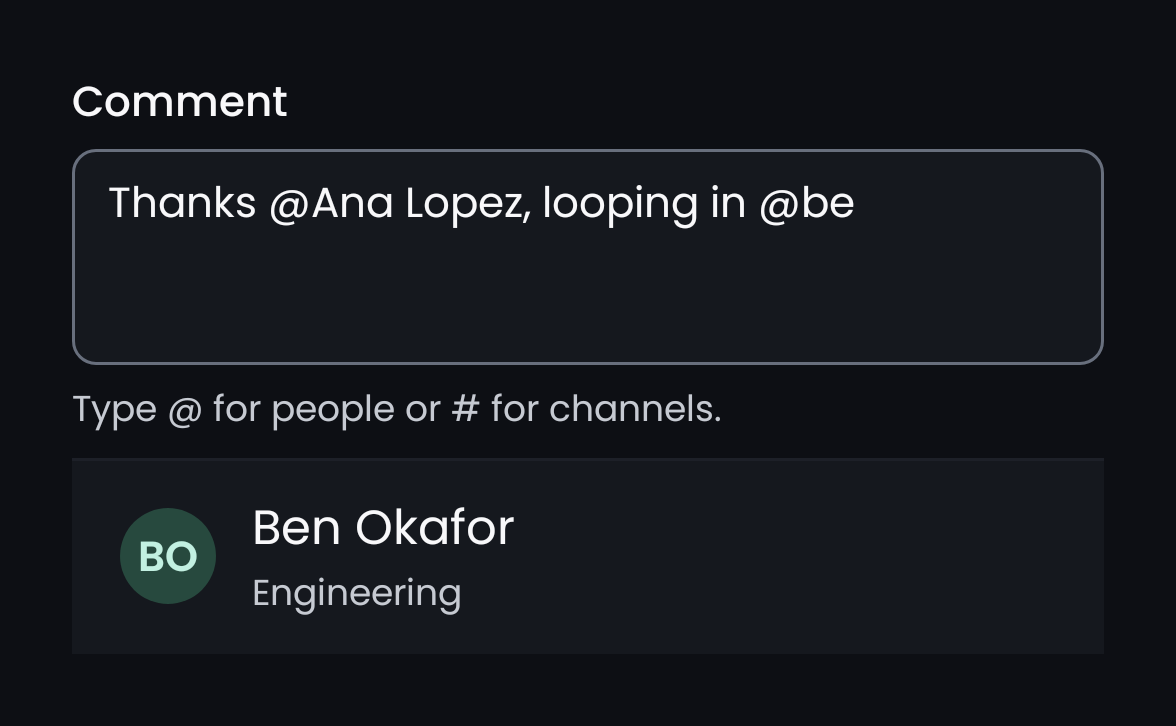 Comment
Thanks @Ana Lopez, looping in @be
Type @ for people or # for channels.
BO
Ben Okafor
Engineering